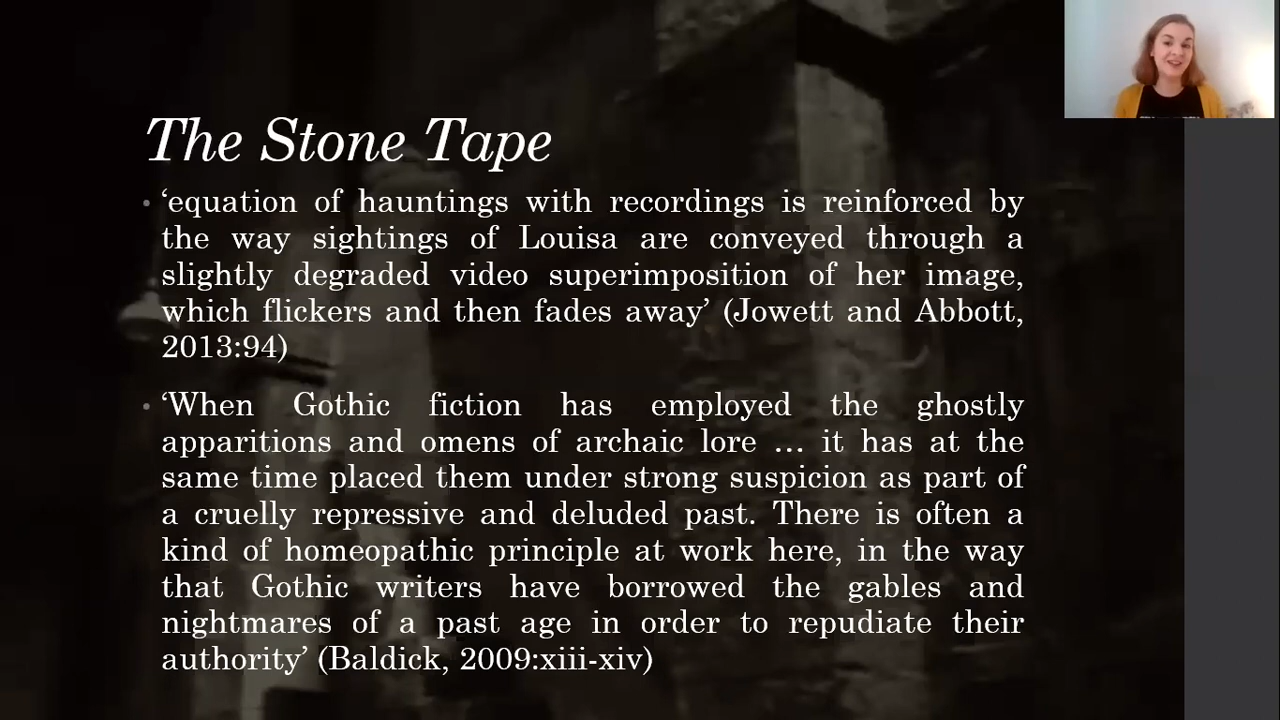 The Stone Tape
• ‘equation of hauntings with recordings is reinforced by
the way sightings of Louisa are conveyed through a
slightly degraded video superimposition of her image,
which flickers and then fades away’ (Jowett and Abbott,
2013:94)
• ‘When Gothic fiction has employed the ghostly
apparitions and omens of archaic lore … it has at the
same time placed them under strong suspicion as part of
a cruelly repressive and deluded past. There is often a
kind of homeopathic principle at work here, in the way
that Gothic writers have borrowed the gables and
nightmares of a past age in order to repudiate their
authority’ (Baldick, 2009:xiii-xiv)